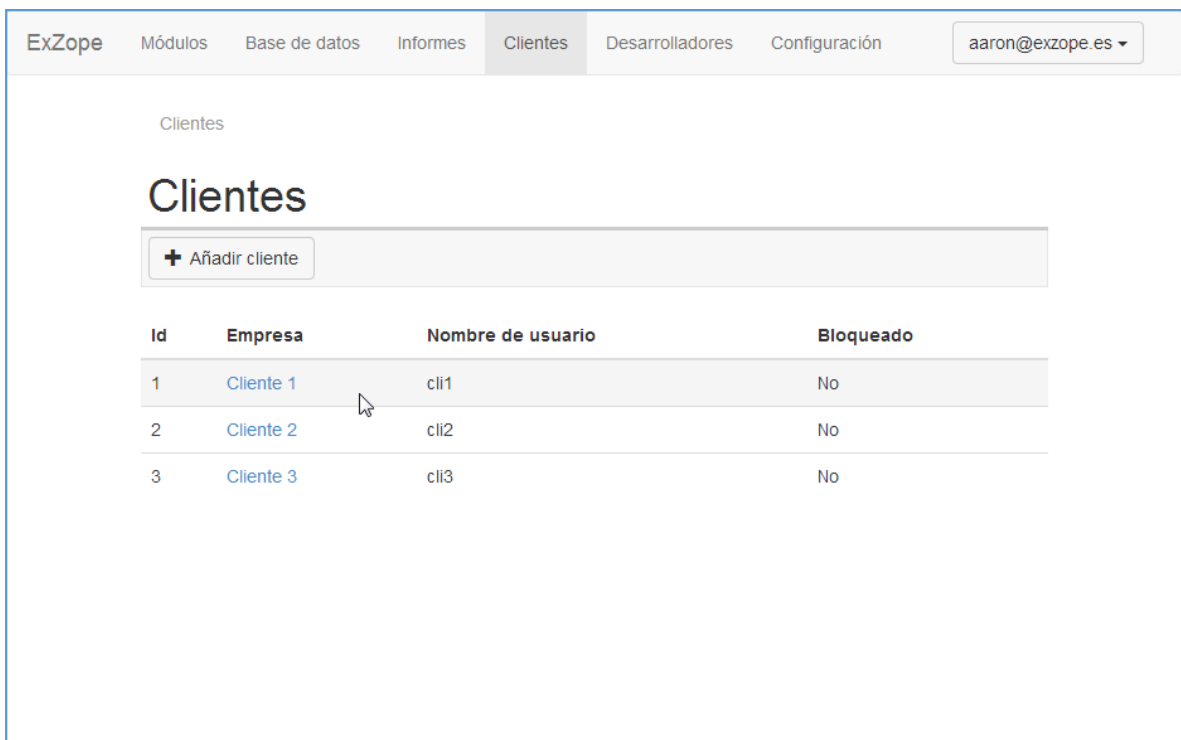 ExZope Módulos Base de datos Informes Clientes Desarrolladores Configuración aaron@exzope.es
Clientes
Clientes
Añadir cliente
Id Empresa Nombre de usuario Bloqueado
1 Cliente 1 cli1 No
2 Cliente 2 cli2 No
3 Cliente 3 cli3 No